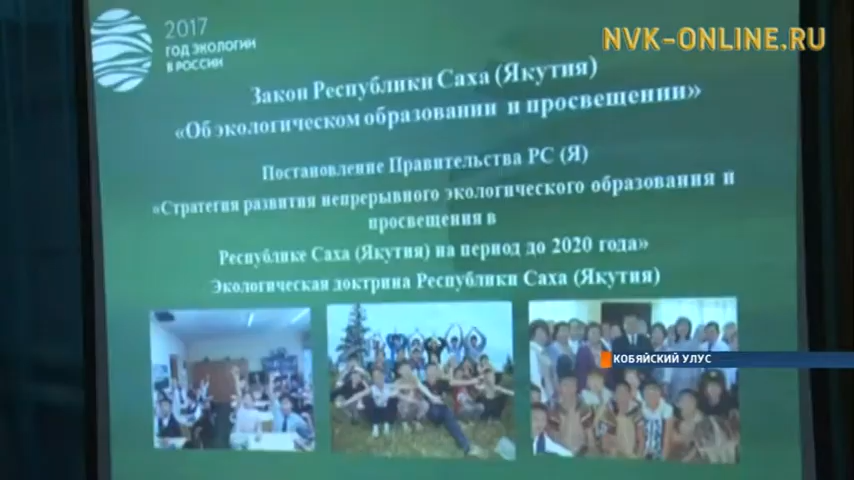 2017
ГОД ЭКОЛОГИИ
В РОССИИ
NVK-ONLINE.RU
Закон Республики Саха (Якутия)
«Об экологическом образовании и просвещении»
Постановление Правительства РС (Я)
«Стратегия развития непрерывного экологического образования и
просвещения в
Республике Саха (Якутия) на период до 2020 года»
Экологическая доктрина Республики Саха (Якутия)
КОБЯЙСКИЙ УЛУС